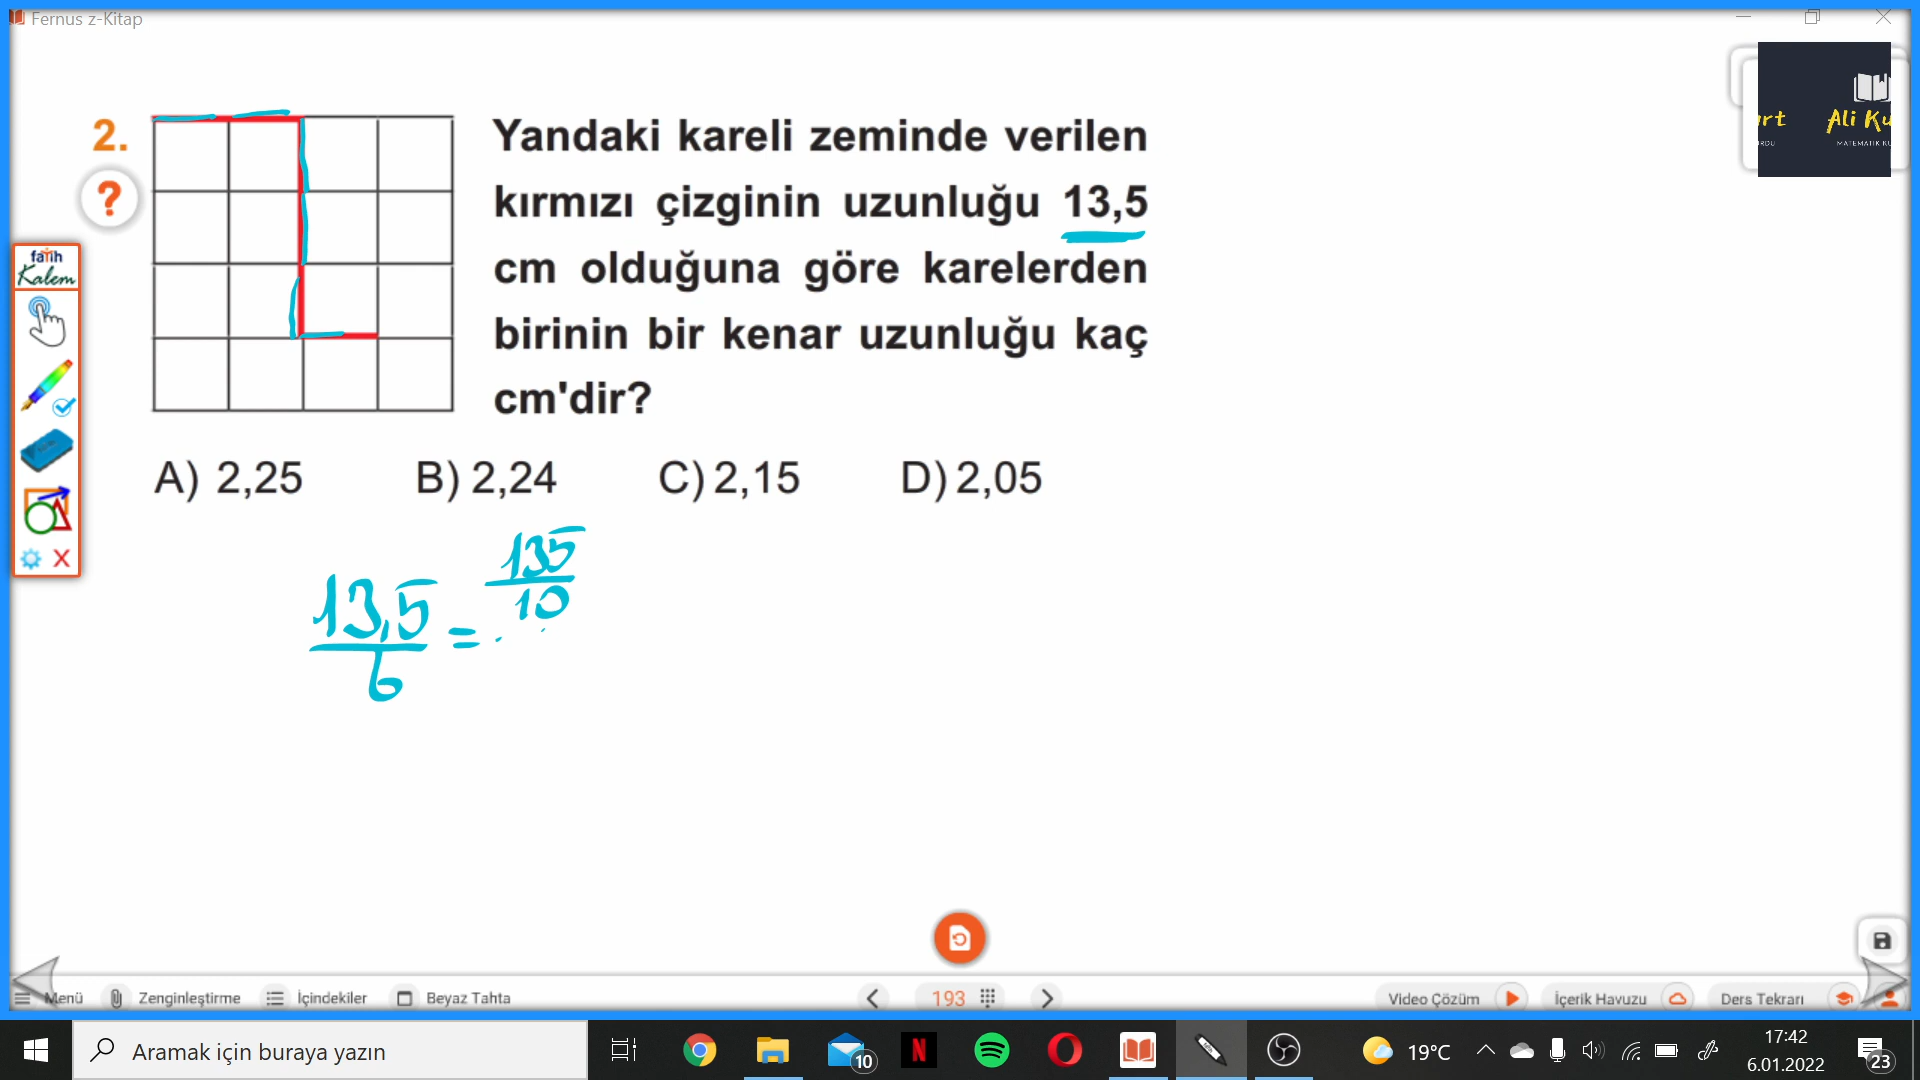 Fernus z-Kitap
Ali Ku
MATEMATİK KU
2.
?
Yandaki kareli zeminde verilen
kırmızı çizginin uzunluğu 13,5
cm olduğuna göre karelerden
birinin bir kenar uzunluğu kaç
cm'dir?
fatih
Kalem
A) 2,25 B) 2,24 C) 2,15 D) 2,05
135
10
13,5 =
6
Menü Zenginleştirme İçindekiler Beyaz Tahta 193 Video Çözüm İçerik Havuzu Ders Tekrarı
Aramak için buraya yazın 10 19°C 17:42
6.01.2022 23